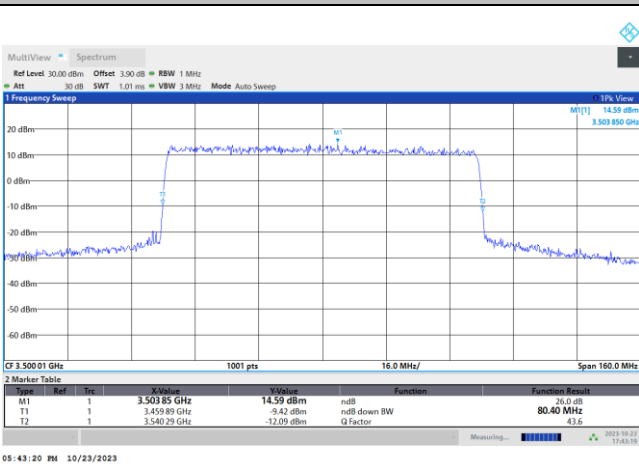 MultiView Spectrum
Ref Level 30.00 dBm Offset 3.90 dB RBW 1 MHz
Att 30 dB SWT 1.01 ms VBW 3 MHz Mode Auto Sweep
1 Frequency Sweep 1Pk View
M1[1] 14.59 dBm
3.503 850 GHz
20 dBm
M1
10 dBm
0 dBm
T1
-10 dBm
T2
-20 dBm
-30 dBm
-40 dBm
-50 dBm
-60 dBm
CF 3.500 01 GHz 1001 pts 16.0 MHz/ Span 160.0 MHz
2 Marker Table
Type Ref Trc X-Value Y-Value Function Function Result
M1 1 3.503 85 GHz 14.59 dBm ndB 26.0 dB
T1 1 3.459 89 GHz -9.42 dBm ndB down BW 80.40 MHz
T2 1 3.540 29 GHz -12.09 dBm Q Factor 43.6
Measuring... 2023-10-23
17:43:19
05:43:20 PM 10/23/2023